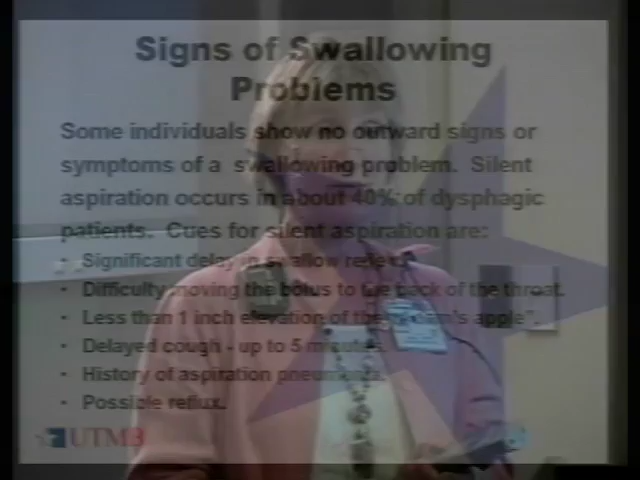 Signs of Swallowing
Problems
Some individuals show no outward signs or
symptoms of a swallowing problem. Silent
aspiration occurs in about 40% of dysphagic
patients. Cues for silent aspiration are:
• Significant delay in swallow reflex.
• Difficulty moving the bolus to the back of the throat.
• Less than 1 inch elevation of the "Adam's apple".
• Delayed cough - up to 5 minutes.
• History of aspiration pneumonia.
• Possible reflux.
UTMB